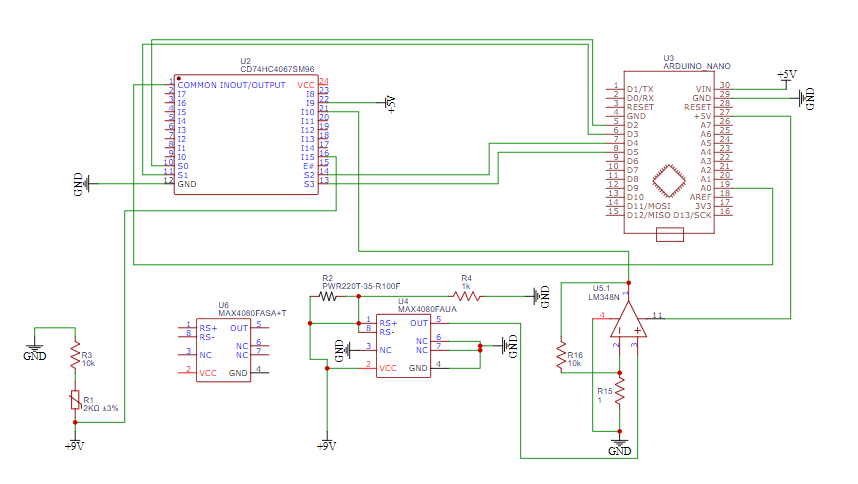 U2
CD74HC4067SM96
1 COMMON INOUT/OUTPUT VCC 24
2 I7 I8 23
3 I6 I9 22
4 I5 I10 21
5 I4 I11 20
6 I3 I12 19
7 I2 I13 18
8 I1 I14 17
9 I0 I15 16
10 S0 E# 15
11 S1 S2 14
12 GND S3 13
GND
+5V
U3
ARDUINO_NANO
1 D1/TX VIN 30
2 D0/RX GND 29
3 RESET RESET 28
4 GND +5V 27
5 D2 A7 26
6 D3 A6 25
7 D4 A5 24
8 D5 A4 23
9 D6 A3 22
10 D7 A2 21
11 D8 A1 20
12 D9 A0 19
13 D10 AREF 18
14 D11/MOSI 3V3 17
15 D12/MISO D13/SCK 16
+5V
GND
U6
MAX4080FASA+T
1 RS+ OUT 5
8 RS-
NC 6
3 NC NC 7
2 VCC GND 4
R2
PWR220T-35-R100F
R4
1k
GND
U4
MAX4080FAUA
1 RS+ OUT 5
8 RS-
NC 6
3 NC NC 7
2 VCC GND 4
GND
GND
+9V
U5.1
LM348N
1
4
11
2
3
R16
10k
R15
1
GND
GND
R3
10k
R1
2KΩ ±3%
+9V